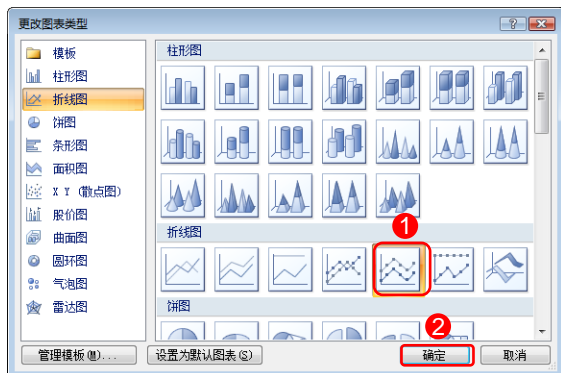 更改图表类型
模板
柱形图
折线图
饼图
条形图
面积图
X Y (散点图)
股价图
曲面图
圆环图
气泡图
雷达图
柱形图
折线图
1
饼图
2
管理模板(M)...
设置为默认图表(S)
确定
取消